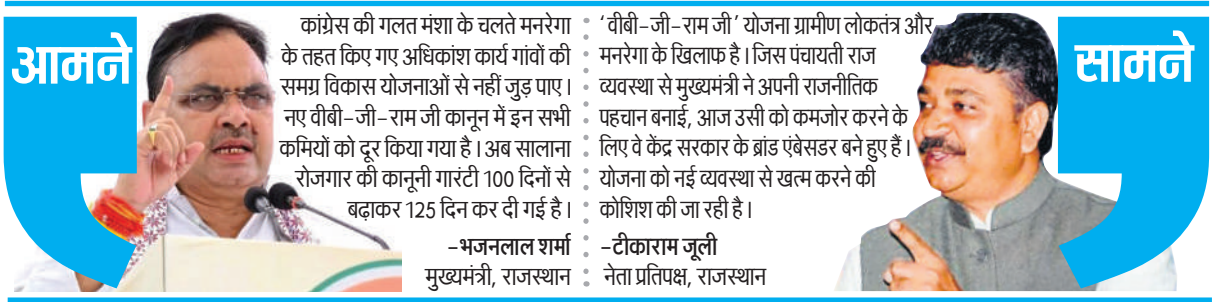 आमने
कांग्रेस की गलत मंशा के चलते मनरेगा
के तहत किए गए अधिकांश कार्य गांवों की
समग्र विकास योजनाओं से नहीं जुड़ पाए।
नए वीबी-जी-राम जी कानून में इन सभी
कमियों को दूर किया गया है। अब सालाना
रोजगार की कानूनी गारंटी 100 दिनों से
बढ़ाकर 125 दिन कर दी गई है।
-भजनलाल शर्मा
मुख्यमंत्री, राजस्थान
'वीबी-जी-राम जी' योजना ग्रामीण लोकतंत्र और
मनरेगा के खिलाफ है। जिस पंचायती राज
व्यवस्था से मुख्यमंत्री ने अपनी राजनीतिक
पहचान बनाई, आज उसी को कमजोर करने के
लिए वे केंद्र सरकार के ब्रांड एंबेसडर बने हुए हैं।
योजना को नई व्यवस्था से खत्म करने की
कोशिश की जा रही है।
-टीकाराम जूली
नेता प्रतिपक्ष, राजस्थान
सामने